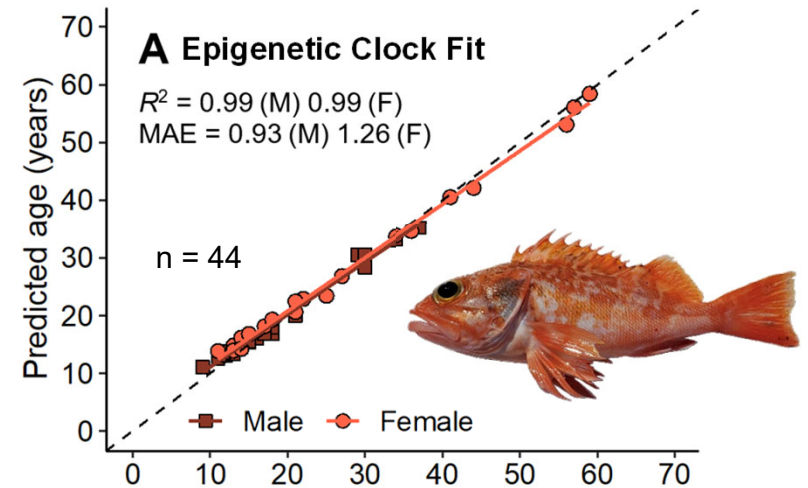 A Epigenetic Clock Fit
R² = 0.99 (M) 0.99 (F)
MAE = 0.93 (M) 1.26 (F)
n = 44
Predicted age (years)
70
60
50
40
30
20
10
0
Male
Female
0 10 20 30 40 50 60 70